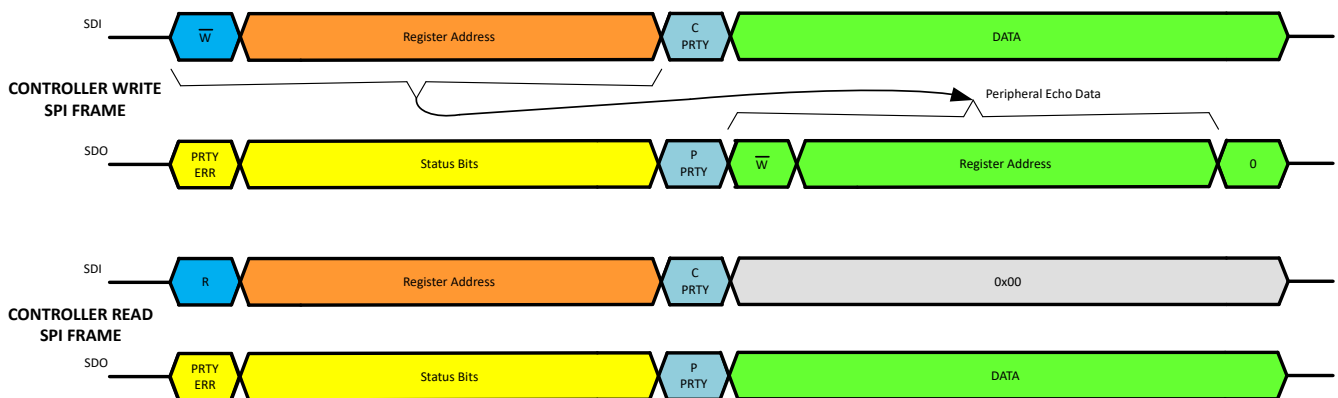 SDI
W̅
Register Address
C
PRTY
DATA
CONTROLLER WRITE
SPI FRAME
Peripheral Echo Data
SDO
PRTY
ERR
Status Bits
P
PRTY
W̅
Register Address
0
SDI
R
Register Address
C
PRTY
0x00
CONTROLLER READ
SPI FRAME
SDO
PRTY
ERR
Status Bits
P
PRTY
DATA